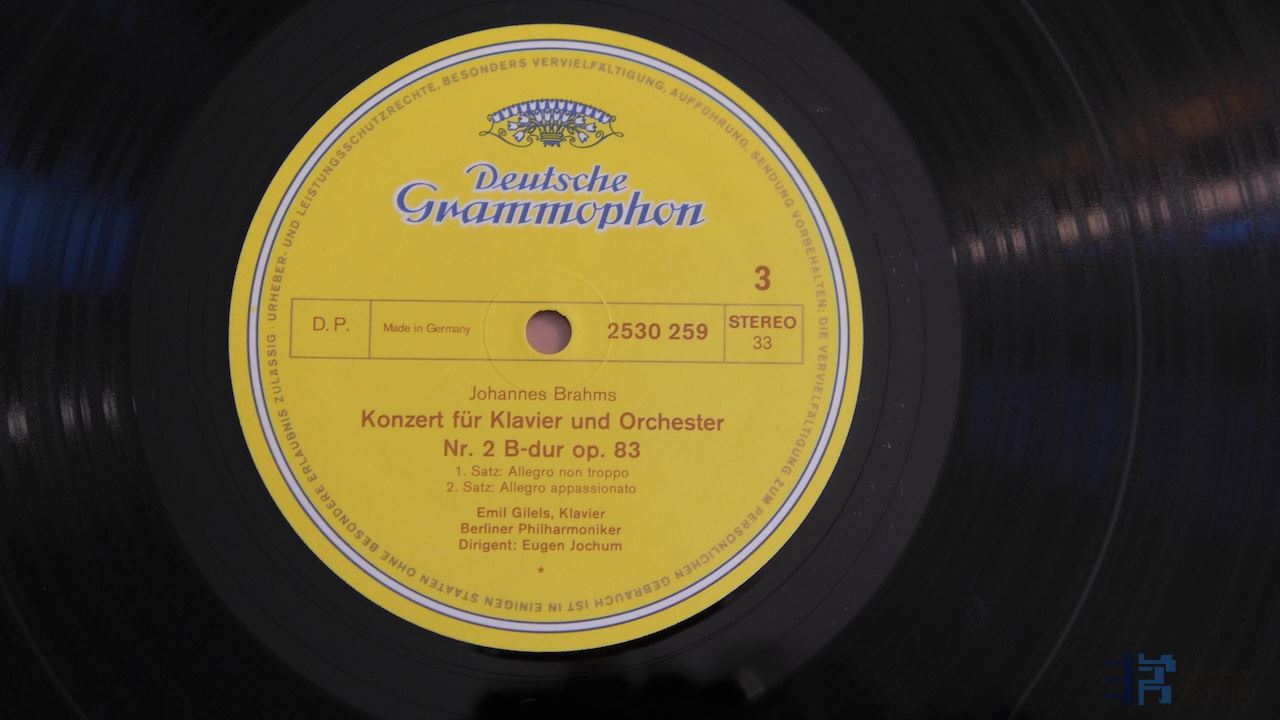 URHEBER- UND LEISTUNGSSCHUTZRECHTE, BESONDERS VERVIELFÄLTIGUNG, AUFFÜHRUNG, SENDUNG VORBEHALTEN: DIE VERVIELFÄLTIGUNG ZUM PERSÖNLICHEN GEBRAUCH IST IN EINIGEN STAATEN OHNE BESONDERE ERLAUBNIS ZULÄSSIG ·
Deutsche
Grammophon
3
D.P. Made in Germany 2530 259 STEREO
33
Johannes Brahms
Konzert für Klavier und Orchester
Nr. 2 B-dur op. 83
1. Satz: Allegro non troppo
2. Satz: Allegro appassionato
Emil Gilels, Klavier
Berliner Philharmoniker
Dirigent: Eugen Jochum
*